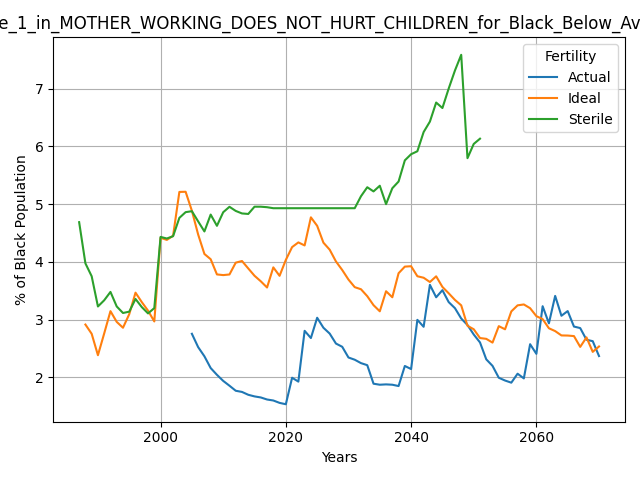 e_1_in_MOTHER_WORKING_DOES_NOT_HURT_CHILDREN_for_Black_Below_Av
Fertility
Actual
Ideal
Sterile
% of Black Population
7
6
5
4
3
2
2000
2020
2040
2060
Years